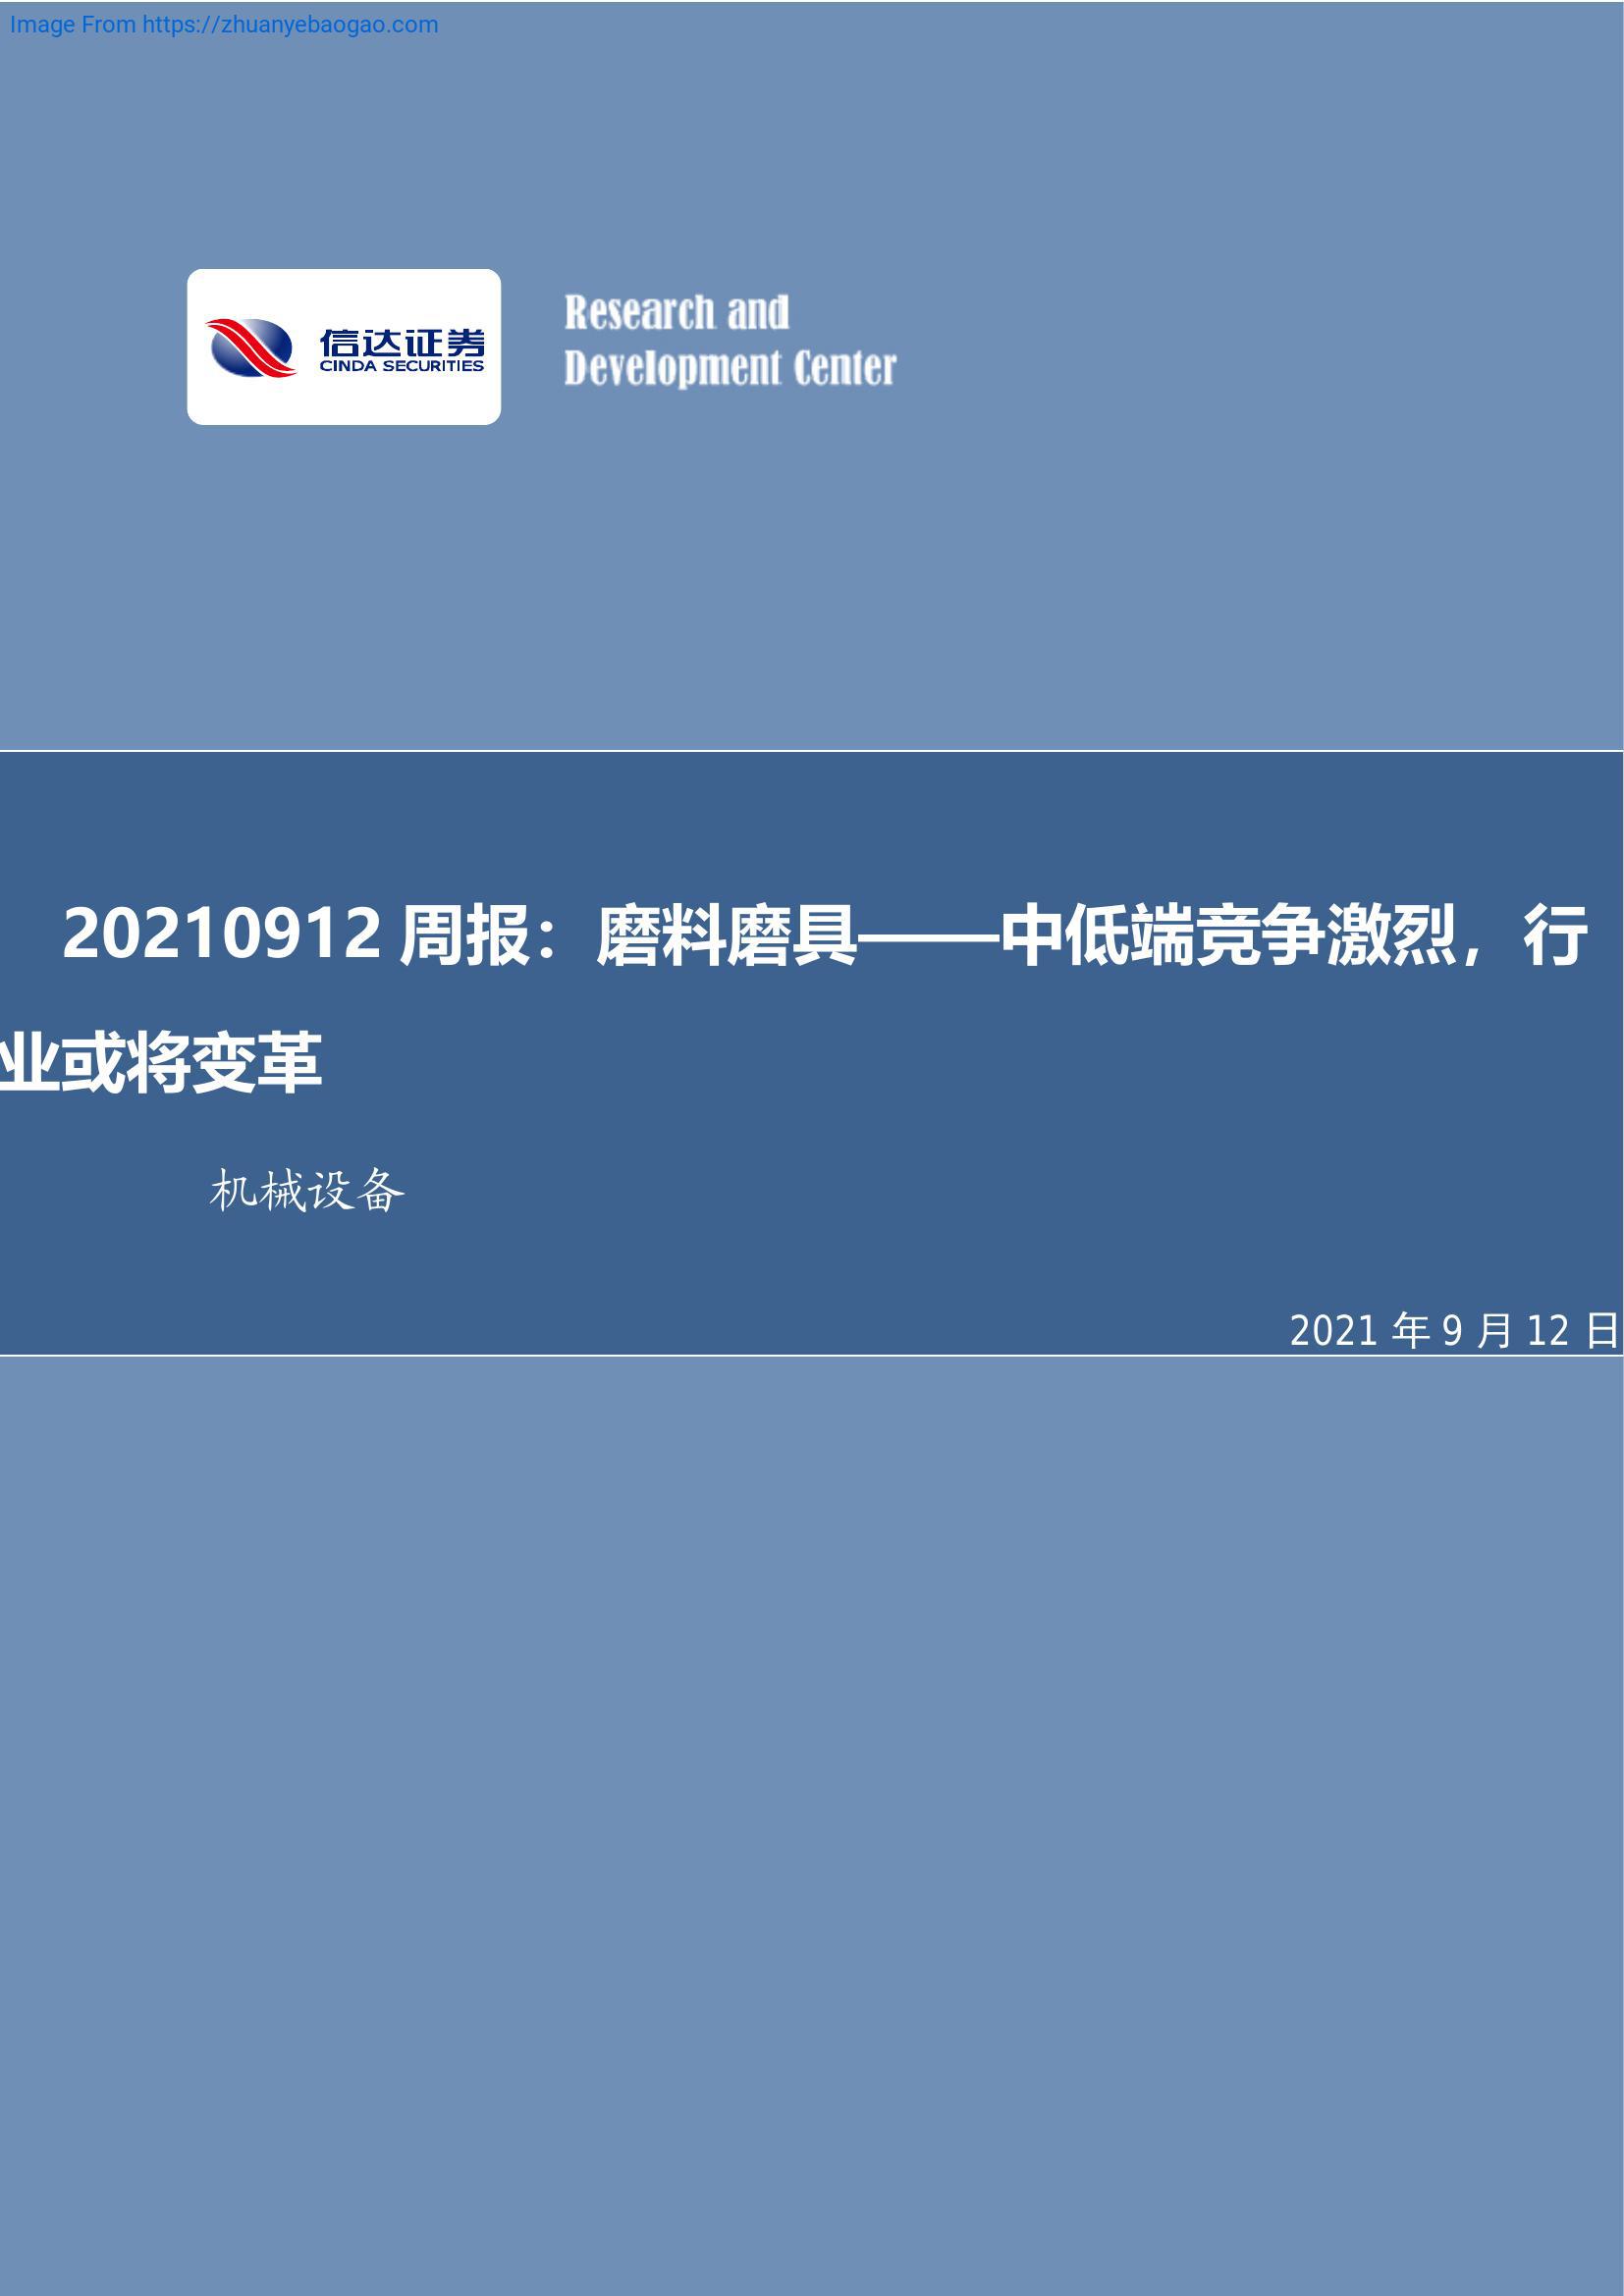 Image From https://zhuanyebaogao.com
信达证券
CINDA SECURITIES
Research and
Development Center
20210912 周报：磨料磨具——中低端竞争激烈，行
业或将变革
机械设备
2021 年 9 月 12 日